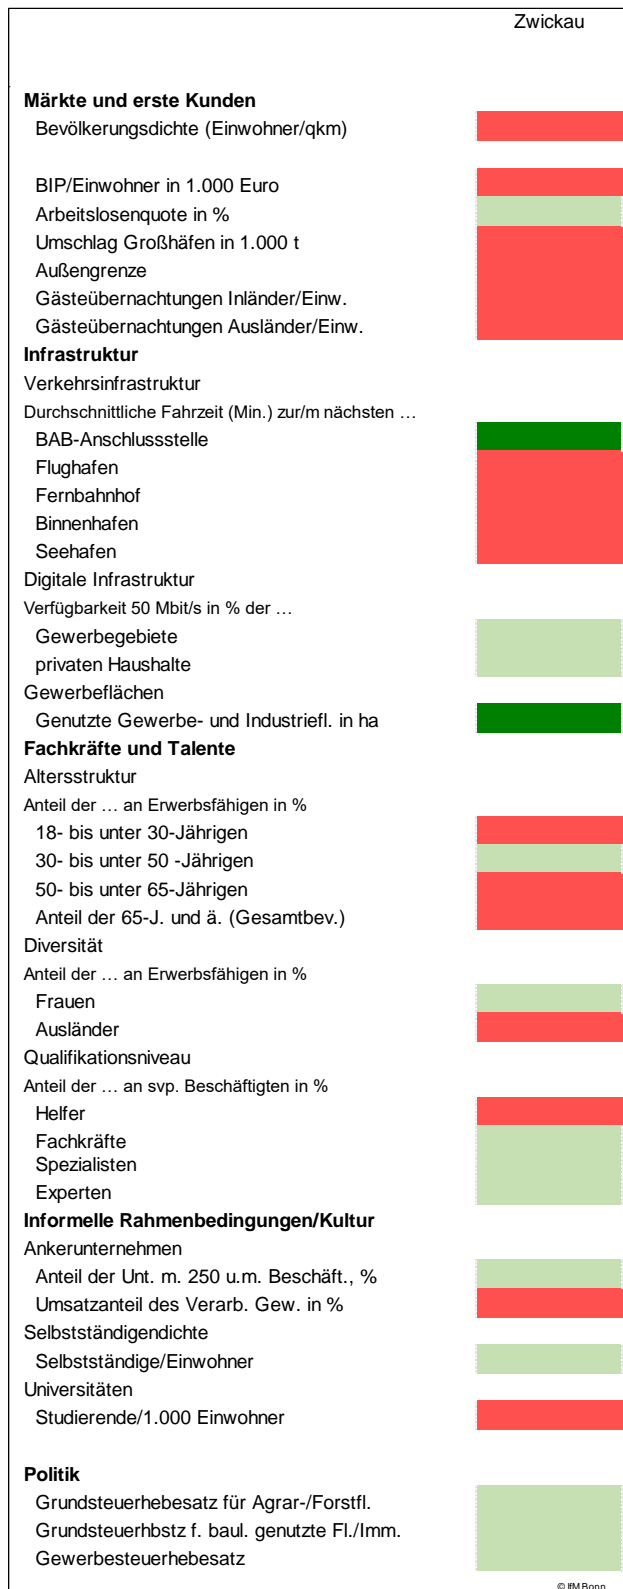 Zwickau
Märkte und erste Kunden
Bevölkerungsdichte (Einwohner/qkm)
BIP/Einwohner in 1.000 Euro
Arbeitslosenquote in %
Umschlag Großhäfen in 1.000 t
Außengrenze
Gästeübernachtungen Inländer/Einw.
Gästeübernachtungen Ausländer/Einw.
Infrastruktur
Verkehrsinfrastruktur
Durchschnittliche Fahrzeit (Min.) zur/m nächsten …
BAB-Anschlussstelle
Flughafen
Fernbahnhof
Binnenhafen
Seehafen
Digitale Infrastruktur
Verfügbarkeit 50 Mbit/s in % der …
Gewerbegebiete
privaten Haushalte
Gewerbeflächen
Genutzte Gewerbe- und Industriefl. in ha
Fachkräfte und Talente
Altersstruktur
Anteil der … an Erwerbsfähigen in %
18- bis unter 30-Jährigen
30- bis unter 50 -Jährigen
50- bis unter 65-Jährigen
Anteil der 65-J. und ä. (Gesamtbev.)
Diversität
Anteil der … an Erwerbsfähigen in %
Frauen
Ausländer
Qualifikationsniveau
Anteil der … an svp. Beschäftigten in %
Helfer
Fachkräfte
Spezialisten
Experten
Informelle Rahmenbedingungen/Kultur
Ankerunternehmen
Anteil der Unt. m. 250 u.m. Beschäft., %
Umsatzanteil des Verarb. Gew. in %
Selbstständigendichte
Selbstständige/Einwohner
Universitäten
Studierende/1.000 Einwohner
Politik
Grundsteuerhebesatz für Agrar-/Forstfl.
Grundsteuerhbstz f. baul. genutzte Fl./Imm.
Gewerbesteuerhebesatz
© IfM Bonn